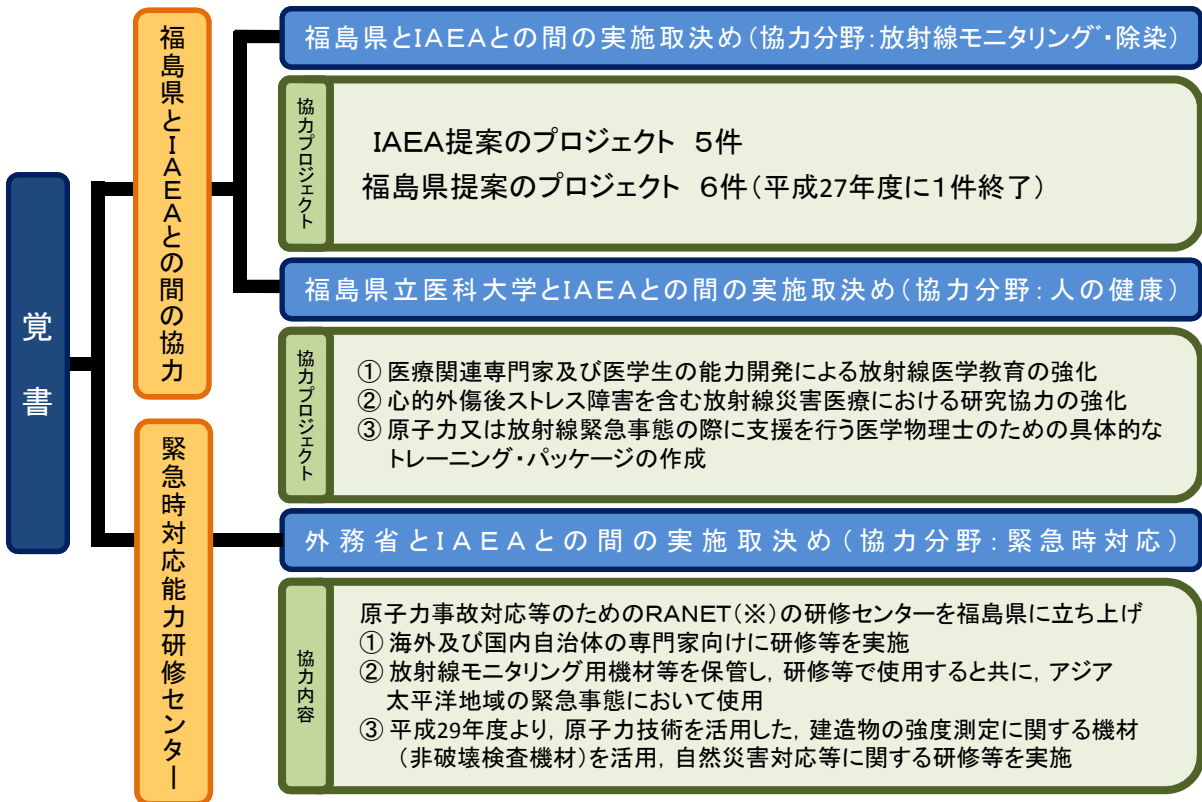 覚書
福島県とIAEAとの間の協力
福島県とIAEAとの間の実施取決め(協力分野:放射線モニタリング・除染)
協力プロジェクト
IAEA提案のプロジェクト 5件
福島県提案のプロジェクト 6件(平成27年度に1件終了)
福島県立医科大学とIAEAとの間の実施取決め(協力分野:人の健康)
協力プロジェクト
① 医療関連専門家及び医学生の能力開発による放射線医学教育の強化
② 心的外傷後ストレス障害を含む放射線災害医療における研究協力の強化
③ 原子力又は放射線緊急事態の際に支援を行う医学物理士のための具体的な
トレーニング・パッケージの作成
緊急時対応能力研修センター
外務省とIAEAとの間の実施取決め(協力分野:緊急時対応)
協力内容
原子力事故対応等のためのRANET(※)の研修センターを福島県に立ち上げ
① 海外及び国内自治体の専門家向けに研修等を実施
② 放射線モニタリング用機材等を保管し,研修等で使用すると共に,アジア
太平洋地域の緊急事態において使用
③ 平成29年度より,原子力技術を活用した,建造物の強度測定に関する機材
(非破壊検査機材)を活用,自然災害対応等に関する研修等を実施